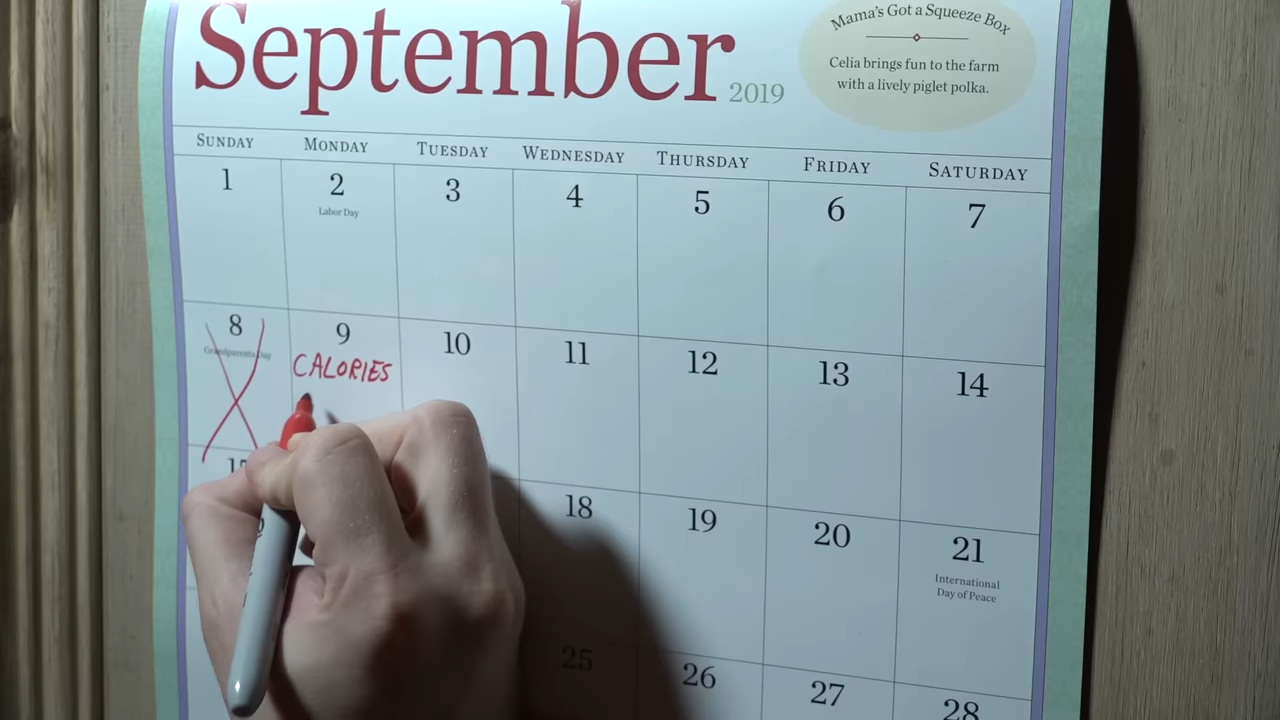 September 2019
Mama's Got a Squeeze Box
Celia brings fun to the farm
with a lively piglet polka.
SUNDAY MONDAY TUESDAY WEDNESDAY THURSDAY FRIDAY SATURDAY
1 2 3 4 5 6 7
Labor Day
8 9 10 11 12 13 14
Grandparents Day
CALORIES
18 19 20 21
International
Day of Peace
25 26 27 28